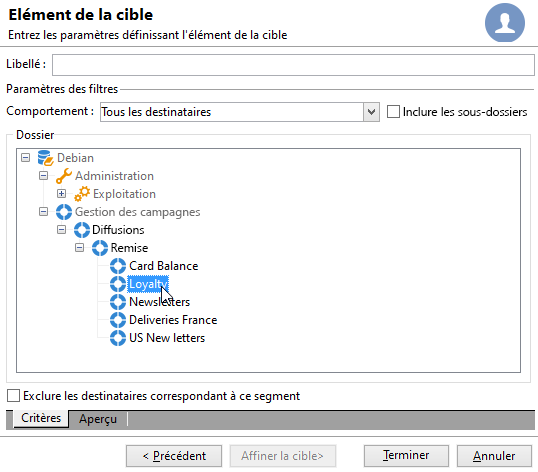 Elément de la cible
Entrez les paramètres définissant l'élément de la cible
Libellé :
Paramètres des filtres
Comportement : Tous les destinataires Inclure les sous-dossiers
Dossier
Debian
Administration
Exploitation
Gestion des campagnes
Diffusions
Remise
Card Balance
Loyalty
Newsletters
Deliveries France
US New letters
Exclure les destinataires correspondant à ce segment
Critères Aperçu
< Précédent Affiner la cible> Terminer Annuler